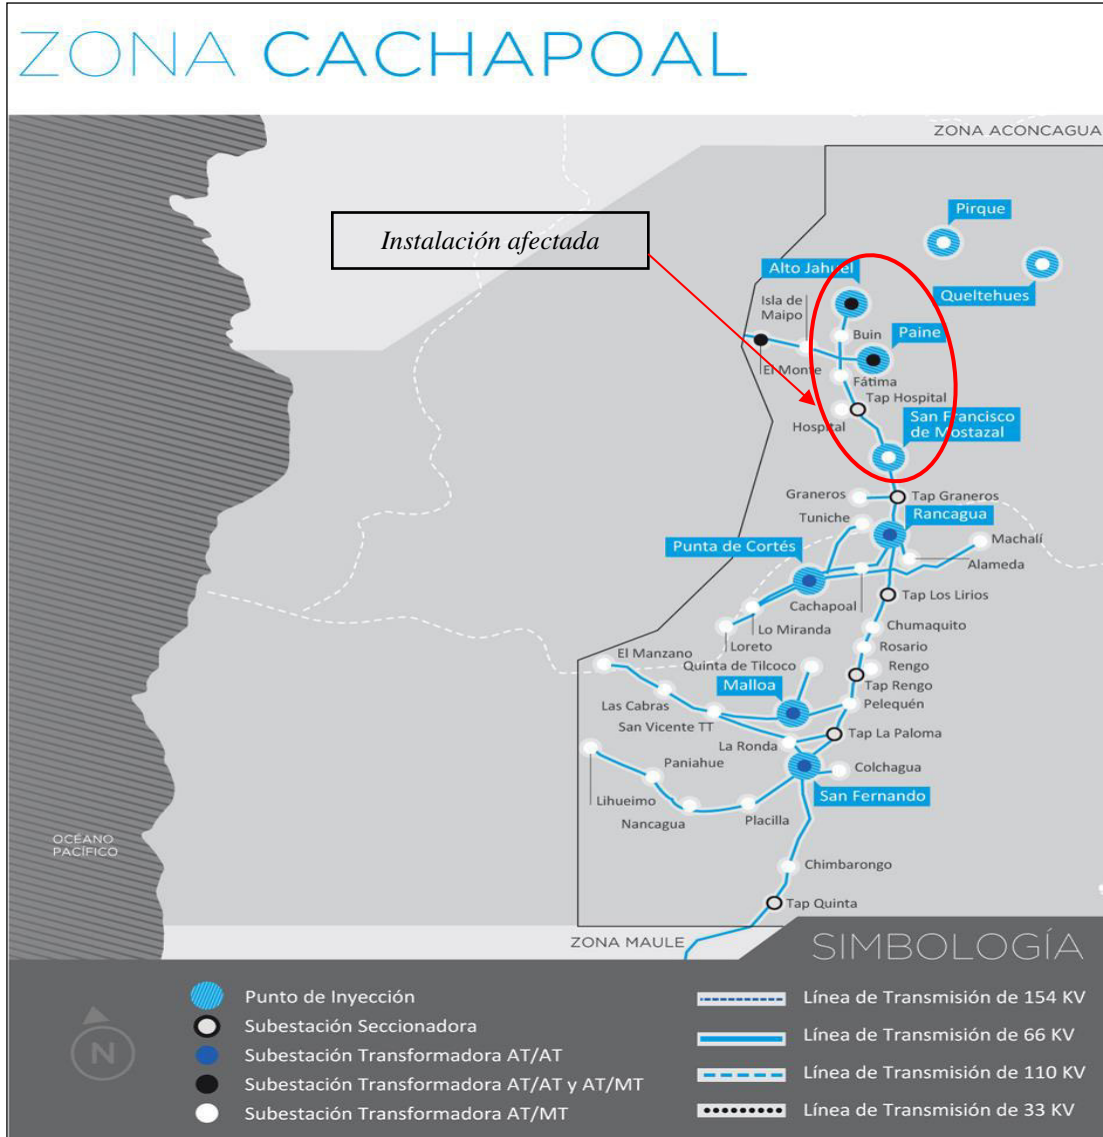 ZONA CACHAPOAL
ZONA ACONCAGUA
Pirque
Instalación afectada
Alto Jahuel
Queltehues
Isla de
Maipo
Buin
Paine
El Monte
Fátima
Tap Hospital
Hospital
San Francisco
de Mostazal
Graneros
Tap Graneros
Tuniche
Rancagua
Machalí
Punta de Cortés
Alameda
Cachapoal
Tap Los Lirios
Lo Miranda
Chumaquito
Loreto
Rosario
El Manzano
Quinta de Tilcoco
Rengo
Tap Rengo
Malloa
Las Cabras
Pelequén
San Vicente TT
Tap La Paloma
La Ronda
Paniahue
Colchagua
Lihueimo
San Fernando
Nancagua
Placilla
OCÉANO
PACÍFICO
Chimbarongo
Tap Quinta
ZONA MAULE
SIMBOLOGÍA
N
Punto de Inyección
Subestación Seccionadora
Subestación Transformadora AT/AT
Subestación Transformadora AT/AT y AT/MT
Subestación Transformadora AT/MT
Línea de Transmisión de 154 KV
Línea de Transmisión de 66 KV
Línea de Transmisión de 110 KV
Línea de Transmisión de 33 KV